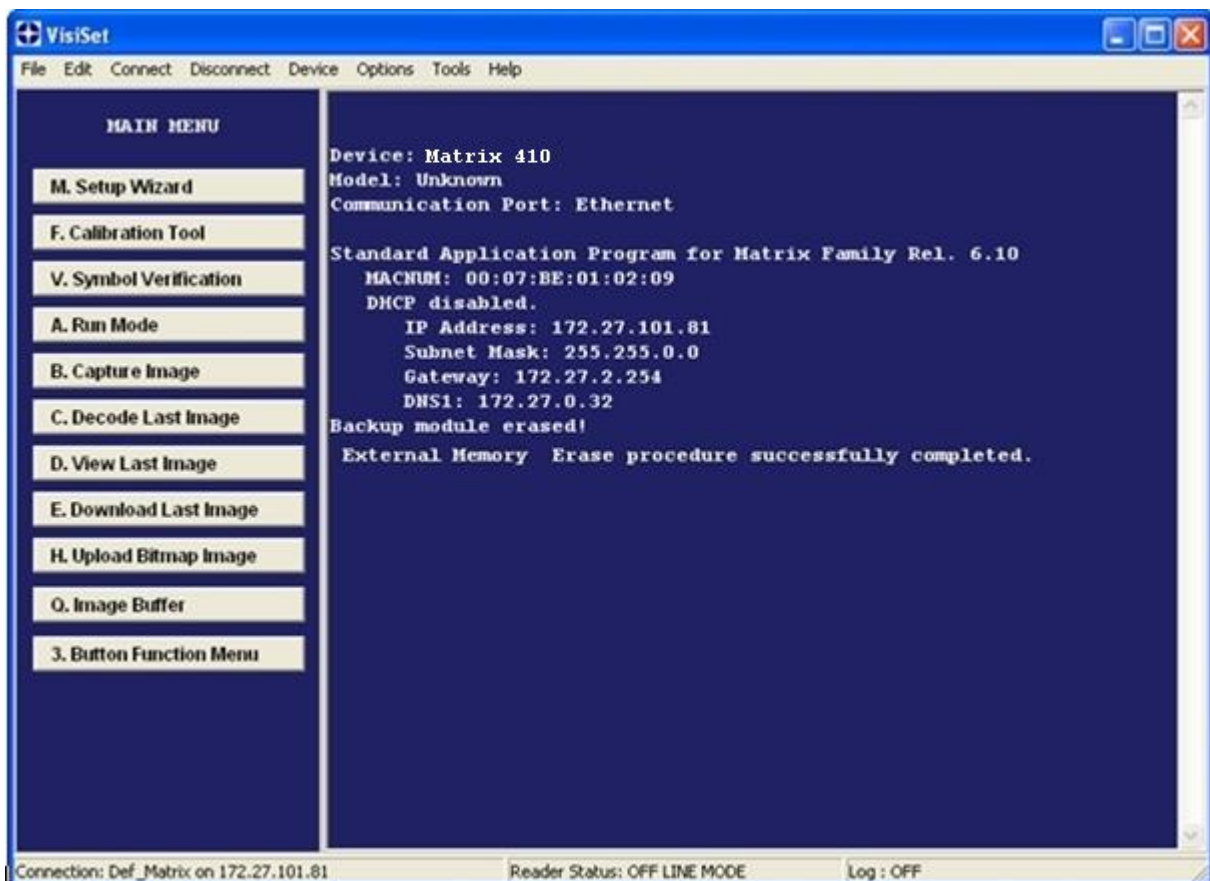 VisiSet
File Edit Connect Disconnect Device Options Tools Help
MAIN MENU
M. Setup Wizard
F. Calibration Tool
V. Symbol Verification
A. Run Mode
B. Capture Image
C. Decode Last Image
D. View Last Image
E. Download Last Image
H. Upload Bitmap Image
Q. Image Buffer
3. Button Function Menu
Device: Matrix 410
Model: Unknown
Communication Port: Ethernet
Standard Application Program for Matrix Family Rel. 6.10
MACNUM: 00:07:BE:01:02:09
DHCP disabled.
IP Address: 172.27.101.81
Subnet Mask: 255.255.0.0
Gateway: 172.27.2.254
DNS1: 172.27.0.32
Backup module erased!
External Memory Erase procedure successfully completed.
Connection: Def_Matrix on 172.27.101.81 Reader Status: OFF LINE MODE Log : OFF